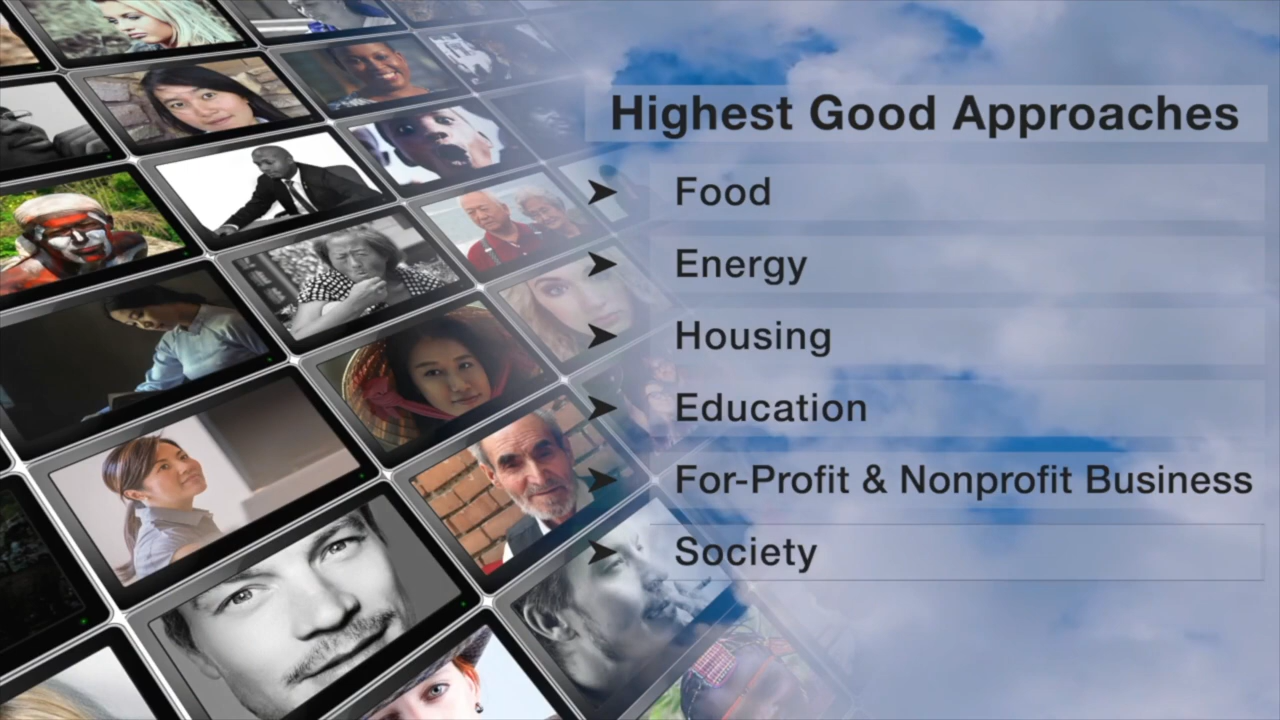 Highest Good Approaches
Food
Energy
Housing
Education
For-Profit & Nonprofit Business
Society